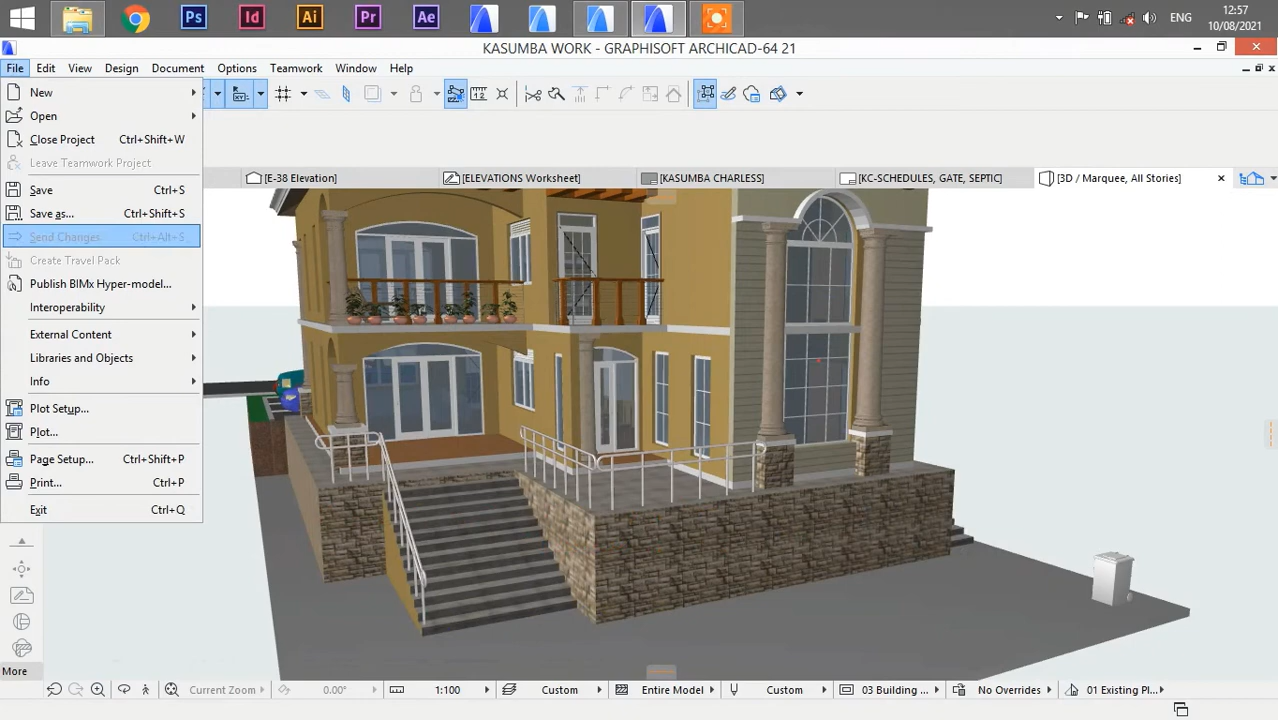 Ps
Id
Ai
Pr
Ae
ENG
12:57
10/08/2021
KASUMBA WORK - GRAPHISOFT ARCHICAD-64 21
File Edit View Design Document Options Teamwork Window Help
New
Open
Close Project Ctrl+Shift+W
Leave Teamwork Project
Save Ctrl+S
Save as... Ctrl+Shift+S
Send Changes Ctrl+Alt+S
Create Travel Pack
Publish BIMx Hyper-model...
Interoperability
External Content
Libraries and Objects
Info
Plot Setup...
Plot...
Page Setup... Ctrl+Shift+P
Print... Ctrl+P
Exit Ctrl+Q
[E-38 Elevation]
[ELEVATIONS Worksheet]
[KASUMBA CHARLESS]
[KC-SCHEDULES, GATE, SEPTIC]
[3D / Marquee, All Stories]
More
Current Zoom
0.00°
1:100
Custom
Entire Model
Custom
03 Building ...
No Overrides
01 Existing Pl...